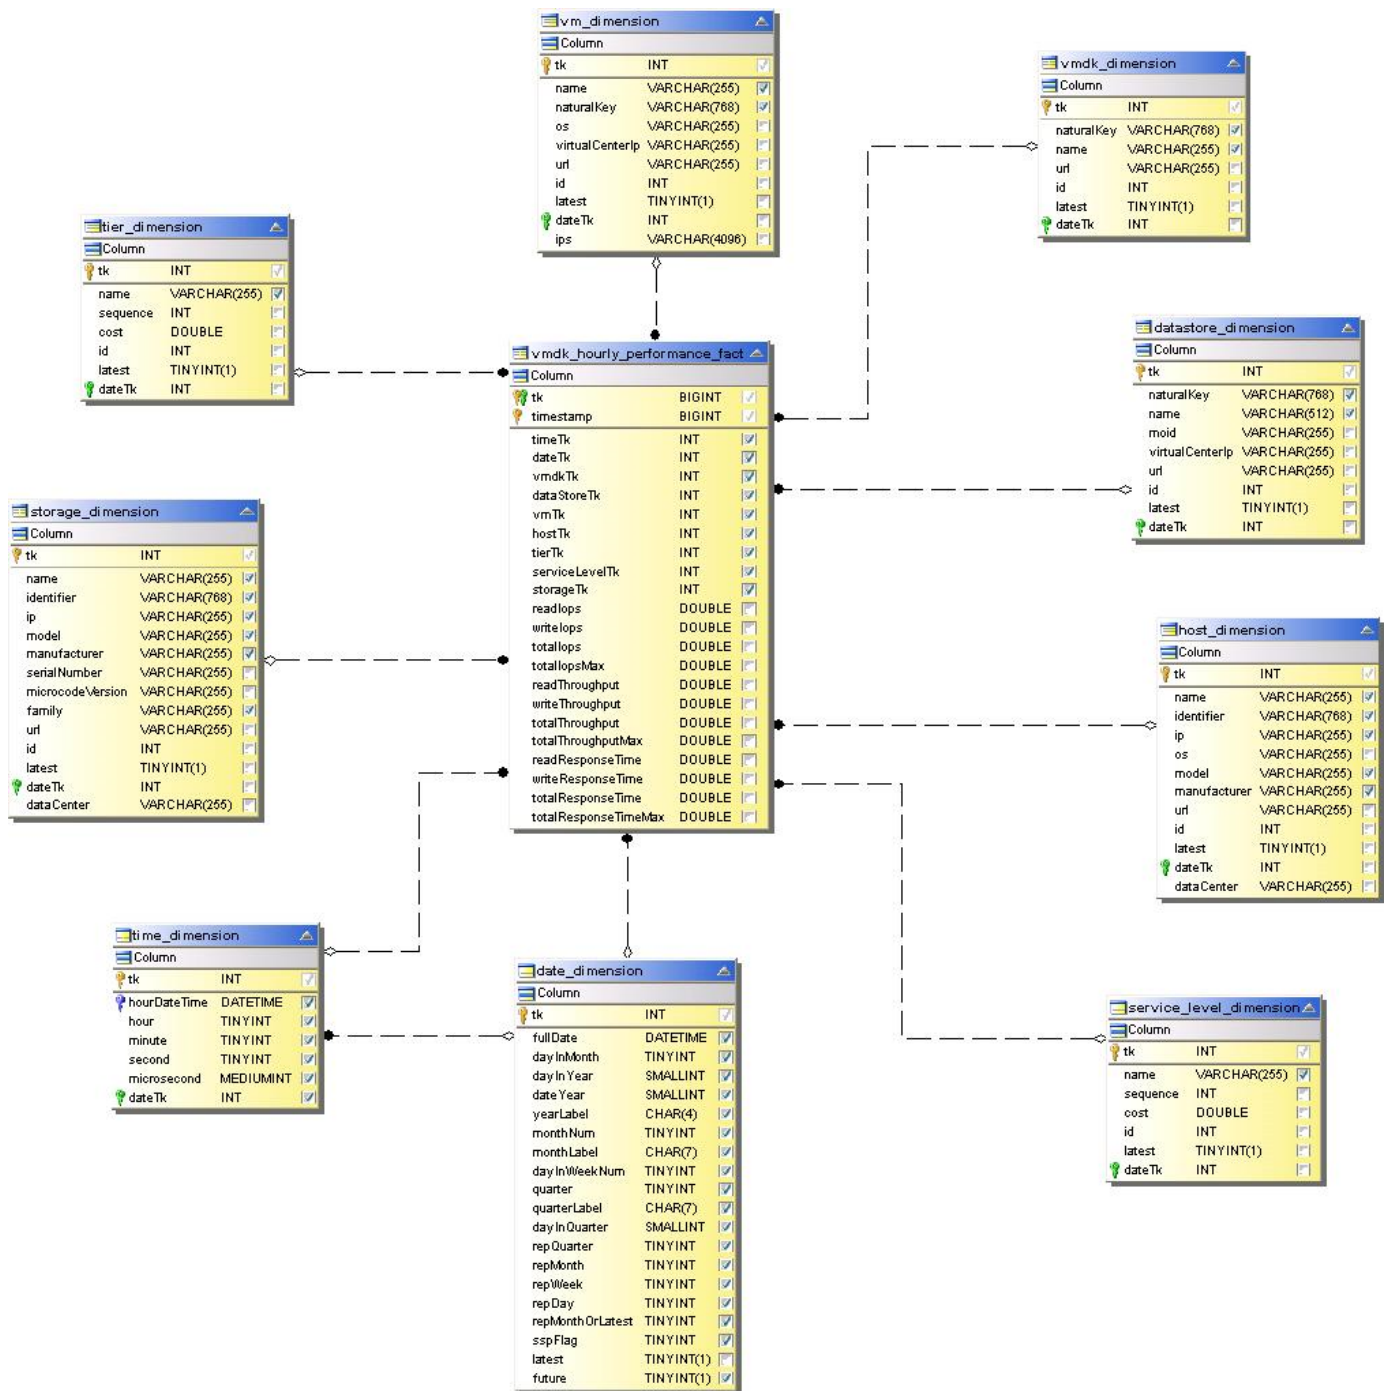 vm_dimension
Column
tk INT
name VARCHAR(255)
naturalKey VARCHAR(768)
os VARCHAR(255)
virtualCenterIp VARCHAR(255)
url VARCHAR(255)
id INT
latest TINYINT(1)
dateTk INT
ips VARCHAR(4096)
vmdk_dimension
Column
tk INT
naturalKey VARCHAR(768)
name VARCHAR(255)
url VARCHAR(255)
id INT
latest TINYINT(1)
dateTk INT
tier_dimension
Column
tk INT
name VARCHAR(255)
sequence INT
cost DOUBLE
id INT
latest TINYINT(1)
dateTk INT
vmdk_hourly_performance_fact
Column
tk BIGINT
timestamp BIGINT
timeTk INT
dateTk INT
vmdkTk INT
dataStoreTk INT
vmTk INT
hostTk INT
tierTk INT
serviceLevelTk INT
storageTk INT
readIops DOUBLE
writeIops DOUBLE
totalIops DOUBLE
totalIopsMax DOUBLE
readThroughput DOUBLE
writeThroughput DOUBLE
totalThroughput DOUBLE
totalThroughputMax DOUBLE
readResponseTime DOUBLE
writeResponseTime DOUBLE
totalResponseTime DOUBLE
totalResponseTimeMax DOUBLE
datastore_dimension
Column
tk INT
naturalKey VARCHAR(768)
name VARCHAR(512)
moid VARCHAR(255)
virtualCenterIp VARCHAR(255)
url VARCHAR(255)
id INT
latest TINYINT(1)
dateTk INT
storage_dimension
Column
tk INT
name VARCHAR(255)
identifier VARCHAR(768)
ip VARCHAR(255)
model VARCHAR(255)
manufacturer VARCHAR(255)
serialNumber VARCHAR(255)
microcodeVersion VARCHAR(255)
family VARCHAR(255)
url VARCHAR(255)
id INT
latest TINYINT(1)
dateTk INT
dataCenter VARCHAR(255)
host_dimension
Column
tk INT
name VARCHAR(255)
identifier VARCHAR(768)
ip VARCHAR(255)
os VARCHAR(255)
model VARCHAR(255)
manufacturer VARCHAR(255)
url VARCHAR(255)
id INT
latest TINYINT(1)
dateTk INT
dataCenter VARCHAR(255)
time_dimension
Column
tk INT
hourDateTime DATETIME
hour TINYINT
minute TINYINT
second TINYINT
microsecond MEDIUMINT
dateTk INT
date_dimension
Column
tk INT
fullDate DATETIME
dayInMonth TINYINT
dayInYear SMALLINT
dateYear SMALLINT
yearLabel CHAR(4)
monthNum TINYINT
monthLabel CHAR(7)
dayInWeekNum TINYINT
quarter TINYINT
quarterLabel CHAR(7)
dayInQuarter SMALLINT
repQuarter TINYINT
repMonth TINYINT
repWeek TINYINT
repDay TINYINT
repMonthOrLatest TINYINT
sspFlag TINYINT
latest TINYINT(1)
future TINYINT(1)
service_level_dimension
Column
tk INT
name VARCHAR(255)
sequence INT
cost DOUBLE
id INT
latest TINYINT(1)
dateTk INT